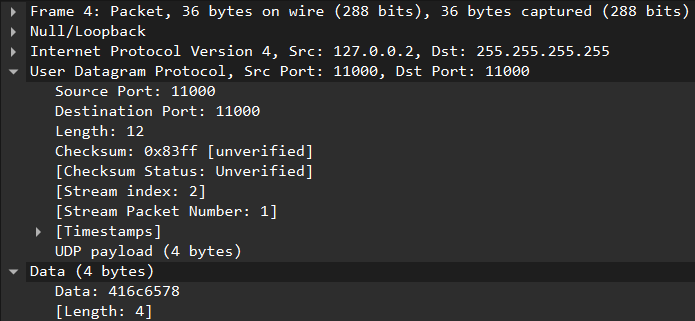 Frame 4: Packet, 36 bytes on wire (288 bits), 36 bytes captured (288 bits)
Null/Loopback
Internet Protocol Version 4, Src: 127.0.0.2, Dst: 255.255.255.255
User Datagram Protocol, Src Port: 11000, Dst Port: 11000
Source Port: 11000
Destination Port: 11000
Length: 12
Checksum: 0x83ff [unverified]
[Checksum Status: Unverified]
[Stream index: 2]
[Stream Packet Number: 1]
[Timestamps]
UDP payload (4 bytes)
Data (4 bytes)
Data: 416c6578
[Length: 4]